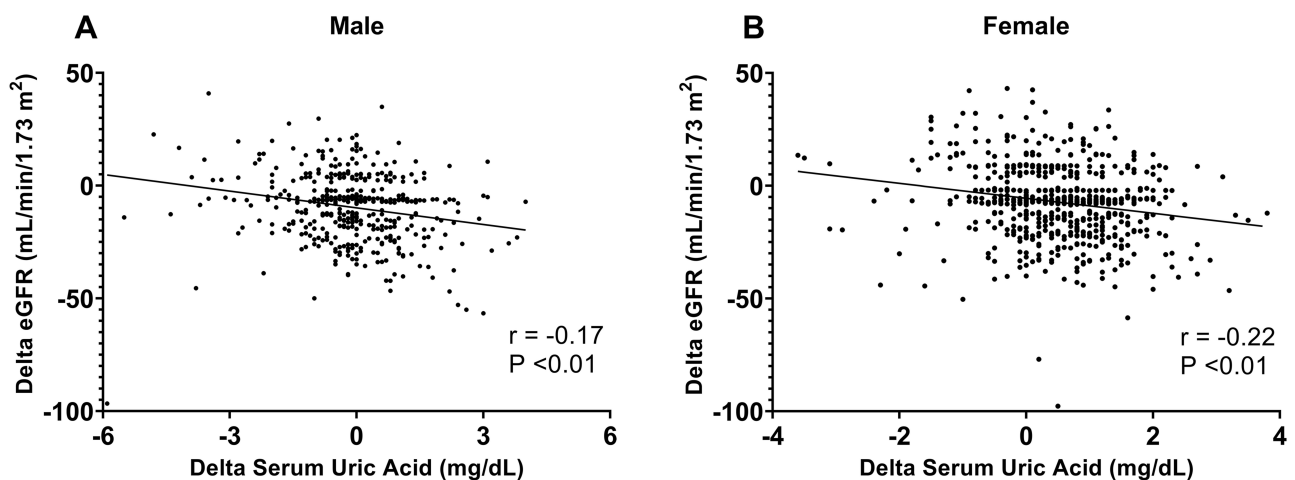 A
Male
Delta eGFR (mL/min/1.73 m²)
50
0
-50
-100
r = -0.17
P <0.01
-6
-3
0
3
6
Delta Serum Uric Acid (mg/dL)
B
Female
Delta eGFR (mL/min/1.73 m²)
50
0
-50
-100
r = -0.22
P <0.01
-4
-2
0
2
4
Delta Serum Uric Acid (mg/dL)